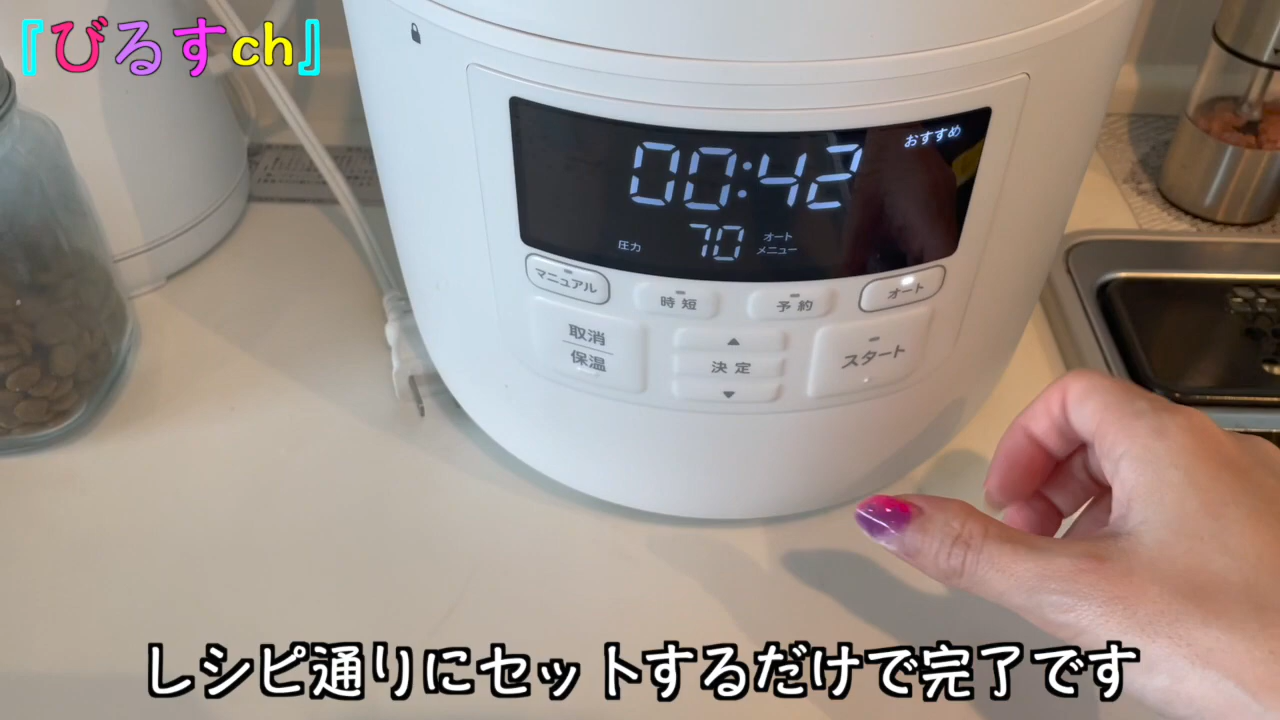 『びるすch』
おすすめ
00:42
圧力 70 オート
メニュー
マニュアル 時短 予約 オート
取消
保温
▲
決定
▼
スタート
レシピ通りにセットするだけで完了です